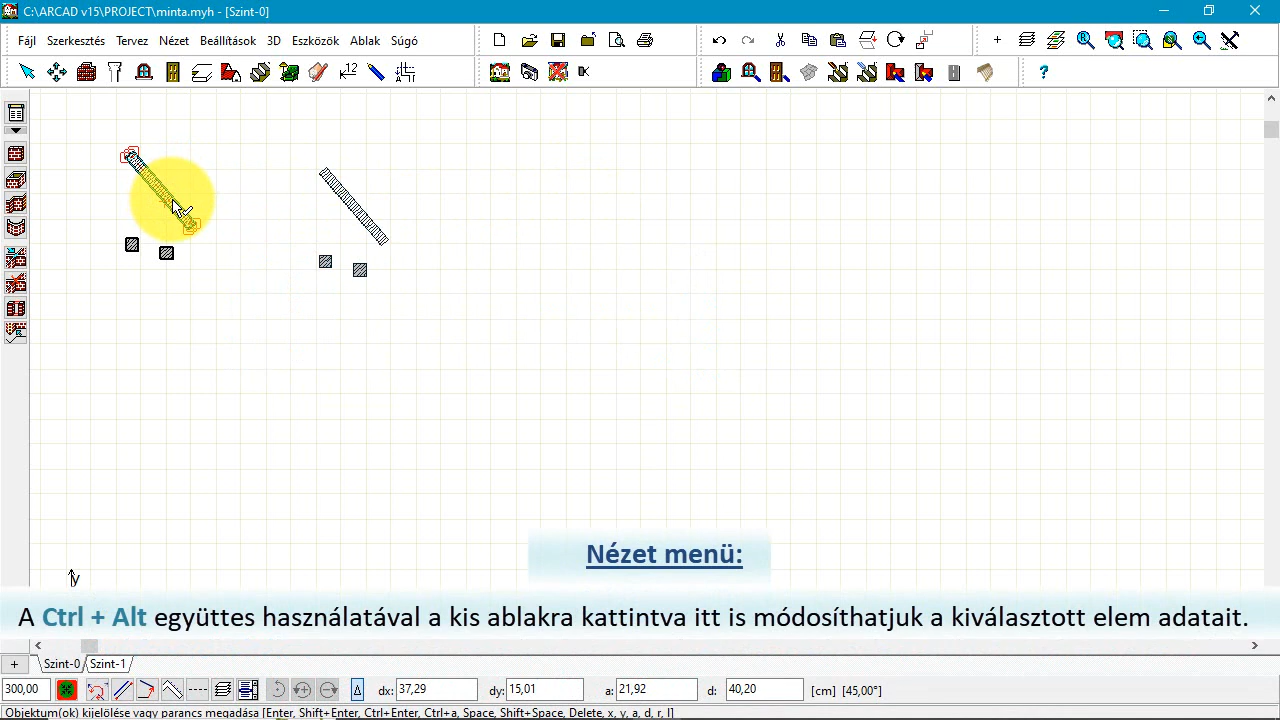 C:\ARCAD v15\PROJECT\minta.myh - [Szint-0]
Fájl Szerkesztés Tervez Nézet Beállítások Eszközök Ablak Súgó
Nézet menü:
y
A Ctrl + Alt együttes használatával a kis ablakra kattintva itt is módosíthatjuk a kiválasztott elem adatait.
Szint-0 Szint-1
300,00 dx: 37,29 dy: 15,01 a: 21,92 d: 40,20 [cm] [45,00°]
Objektum(ok) kijelölése vagy parancs megadása [Enter, Shift+Enter, Ctrl+Enter, Ctrl+a, Space, Shift+Space, Delete, x, y, a, d, r, l]